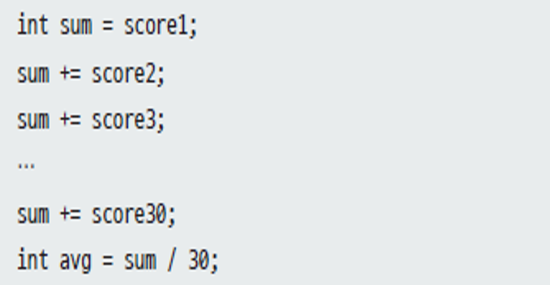 int sum = score1;
sum += score2;
sum += score3;
...
sum += score30;
int avg = sum / 30;